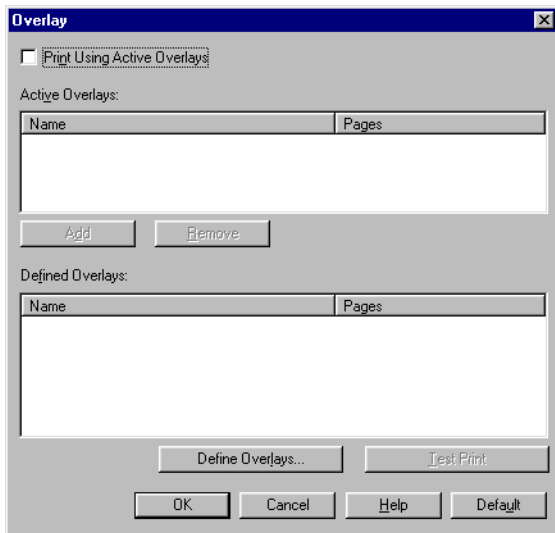 Overlay
Print Using Active Overlays
Active Overlays:
Name Pages
Add Remove
Defined Overlays:
Name Pages
Define Overlays... Test Print
OK Cancel Help Default